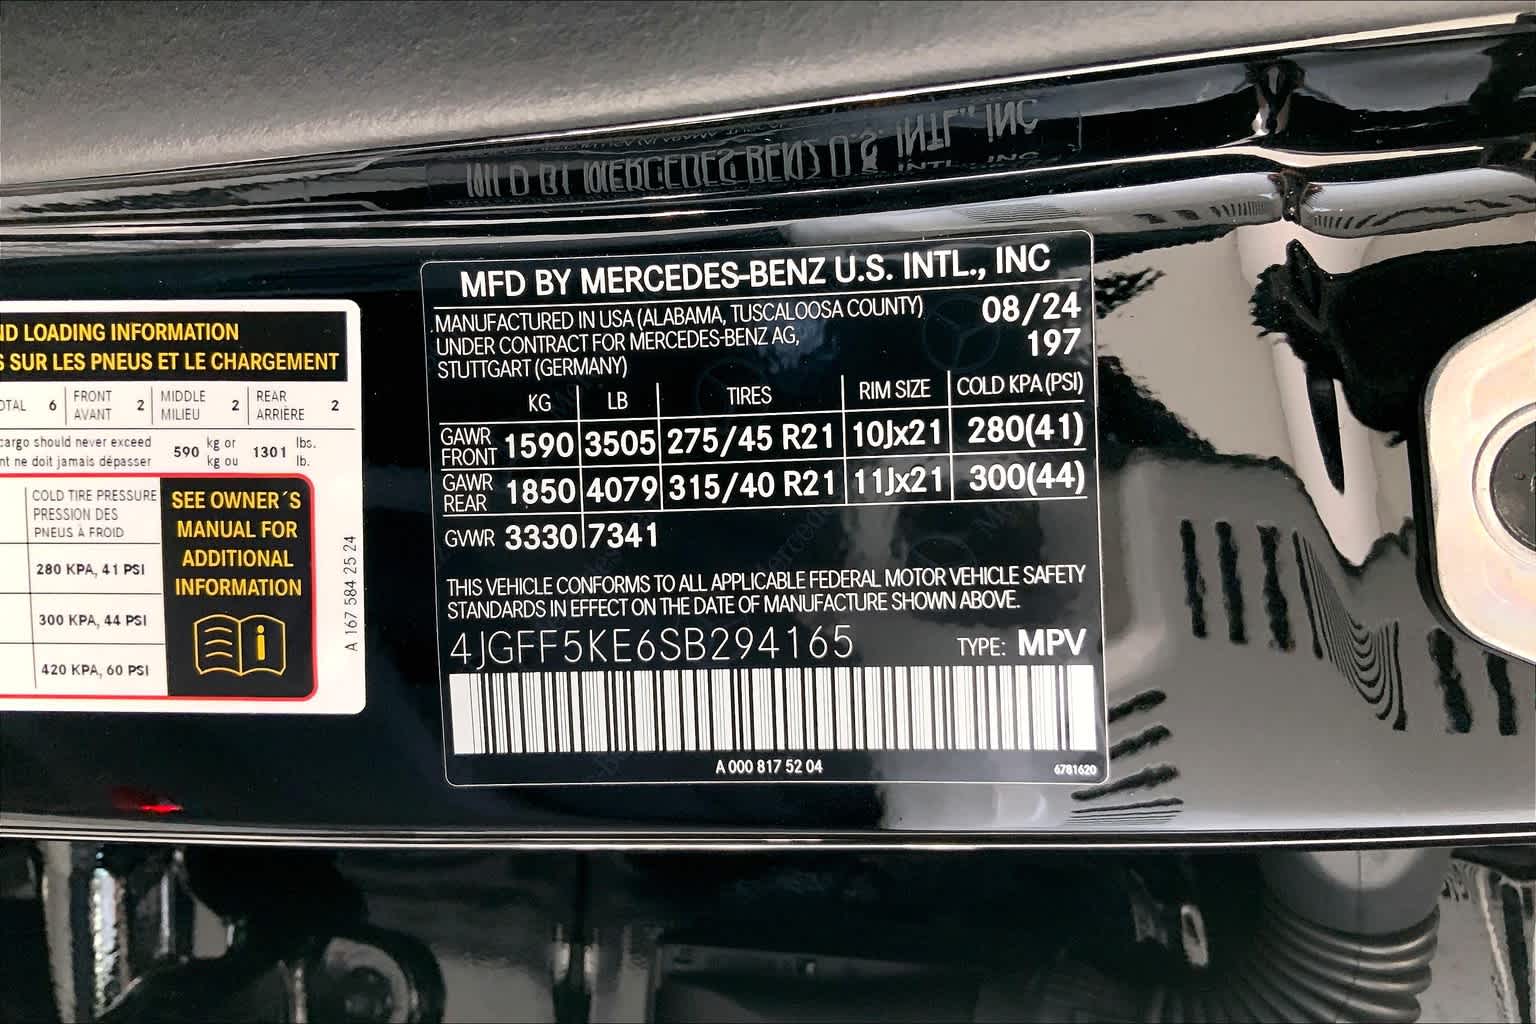 MFD BY MERCEDES-BENZ U.S. INTL., INC
MANUFACTURED IN USA (ALABAMA, TUSCALOOSA COUNTY) 08/24
UNDER CONTRACT FOR MERCEDES-BENZ AG, 197
STUTTGART (GERMANY)
KG LB TIRES RIM SIZE COLD KPA (PSI)
GAWR FRONT 1590 3505 275/45 R21 10Jx21 280(41)
GAWR REAR 1850 4079 315/40 R21 11Jx21 300(44)
GVWR 3330 7341
THIS VEHICLE CONFORMS TO ALL APPLICABLE FEDERAL MOTOR VEHICLE SAFETY
STANDARDS IN EFFECT ON THE DATE OF MANUFACTURE SHOWN ABOVE.
4JGFF5KE6SB294165 TYPE: MPV
A 000 817 52 04 6781620
LOADING INFORMATION
SUR LES PNEUS ET LE CHARGEMENT
6 FRONT AVANT 2 MIDDLE MILIEU 2 REAR ARRIÈRE 2
cargo should never exceed 590 kg or 1301 lbs.
ne doit jamais dépasser kg ou lb.
COLD TIRE PRESSURE
PRESSION DES
PNEUS À FROID
280 KPA, 41 PSI
300 KPA, 44 PSI
420 KPA, 60 PSI
SEE OWNER´S
MANUAL FOR
ADDITIONAL
INFORMATION
A 167 584 25 24